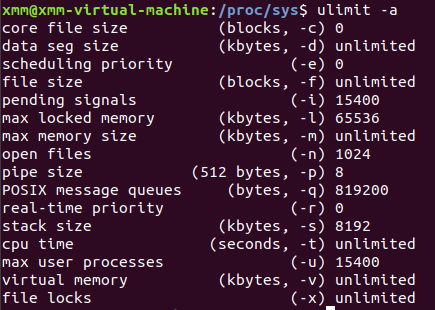 xmm@xmm-virtual-machine:/proc/sys$ ulimit -a
core file size (blocks, -c) 0
data seg size (kbytes, -d) unlimited
scheduling priority (-e) 0
file size (blocks, -f) unlimited
pending signals (-i) 15400
max locked memory (kbytes, -l) 65536
max memory size (kbytes, -m) unlimited
open files (-n) 1024
pipe size (512 bytes, -p) 8
POSIX message queues (bytes, -q) 819200
real-time priority (-r) 0
stack size (kbytes, -s) 8192
cpu time (seconds, -t) unlimited
max user processes (-u) 15400
virtual memory (kbytes, -v) unlimited
file locks (-x) unlimited